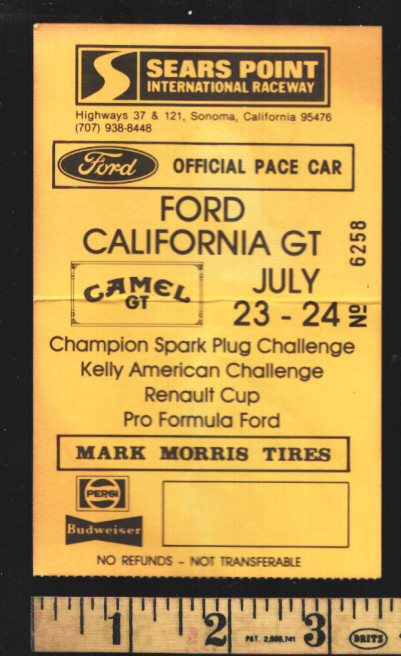 SEARS POINT
INTERNATIONAL RACEWAY
Highways 37 & 121, Sonoma, California 95476
(707) 938-8448
Ford OFFICIAL PACE CAR
FORD
CALIFORNIA GT
CAMEL
GT
JULY
23 - 24
№ 6258
Champion Spark Plug Challenge
Kelly American Challenge
Renault Cup
Pro Formula Ford
MARK MORRIS TIRES
PEPSI
Budweiser
NO REFUNDS – NOT TRANSFERABLE
1 2 PAT. 2,588,741 3 DRITZ